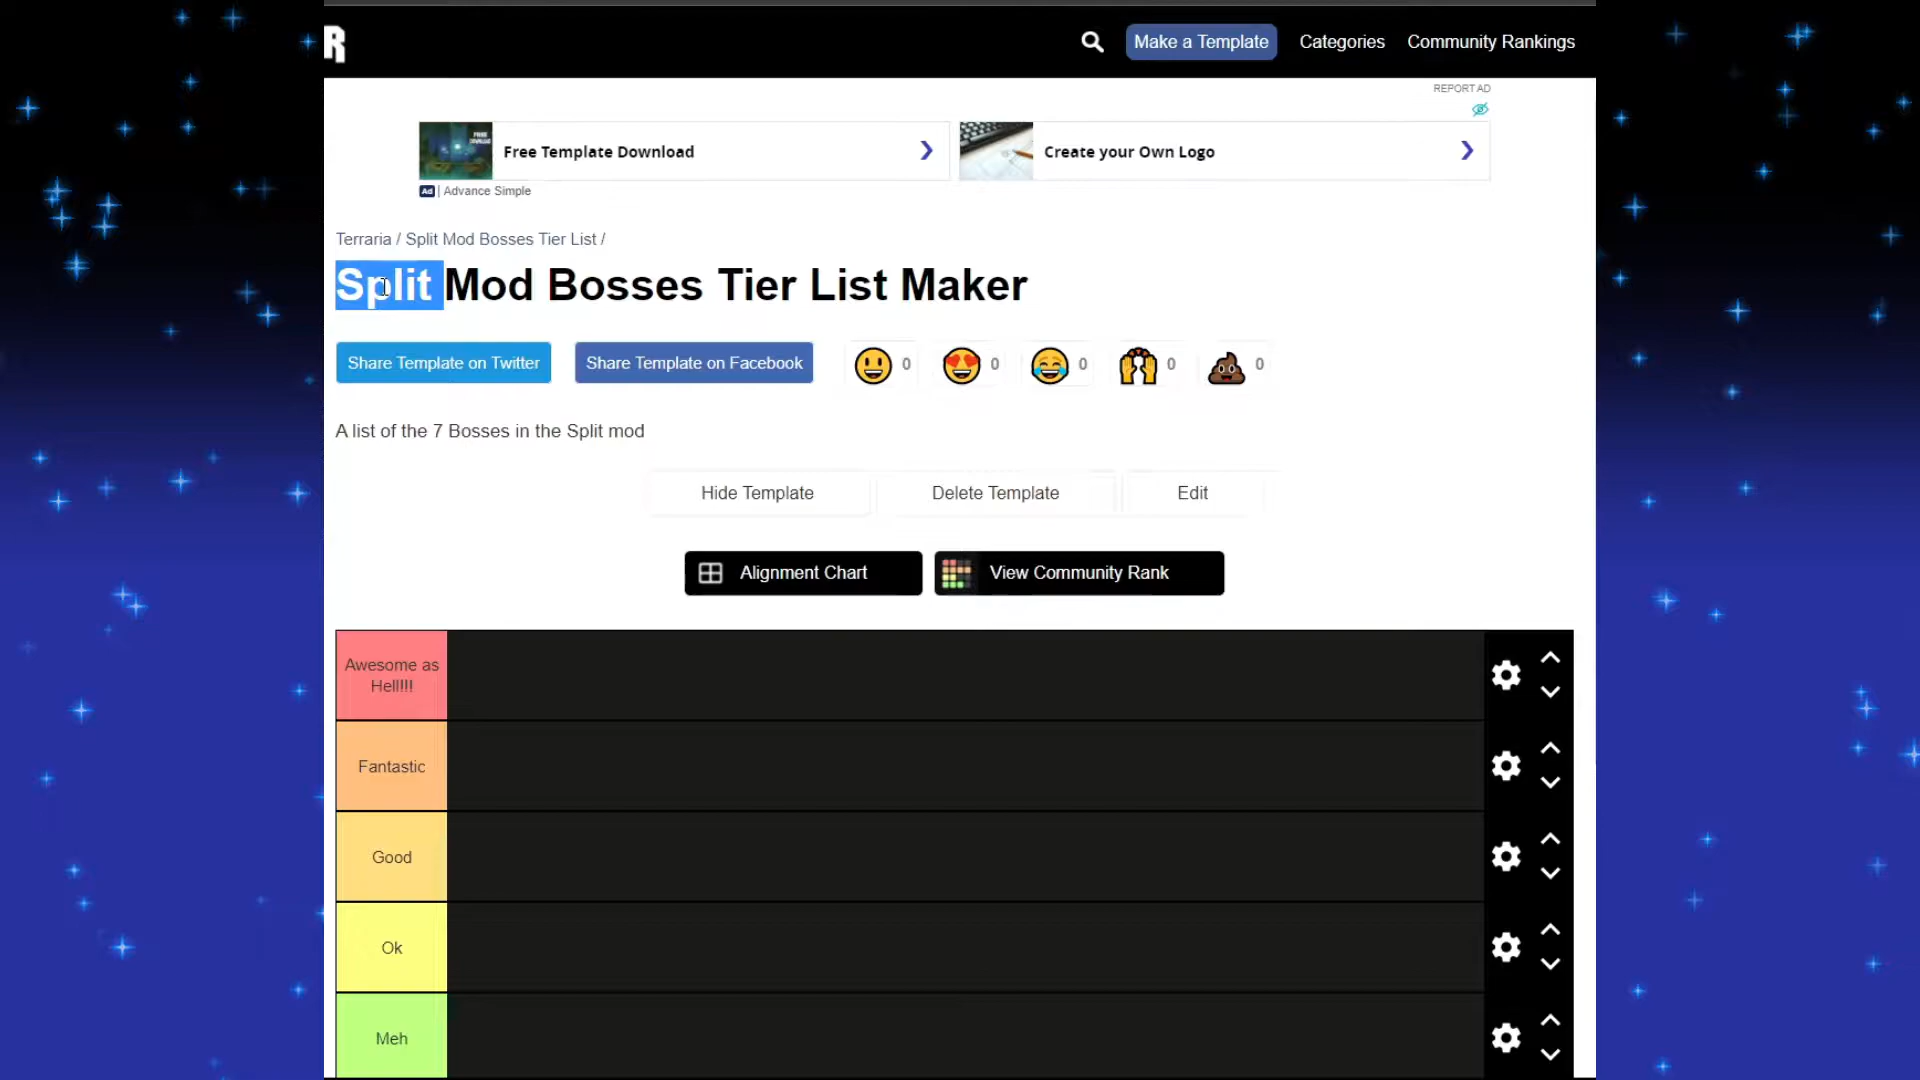 R
Make a Template
Categories
Community Rankings
REPORT AD
Free Template Download
Create your Own Logo
Ad | Advance Simple
Terraria / Split Mod Bosses Tier List /
Split Mod Bosses Tier List Maker
Share Template on Twitter
Share Template on Facebook
0
0
0
0
0
A list of the 7 Bosses in the Split mod
Hide Template
Delete Template
Edit
Alignment Chart
View Community Rank
Awesome as
Hell!!!!
Fantastic
Good
Ok
Meh